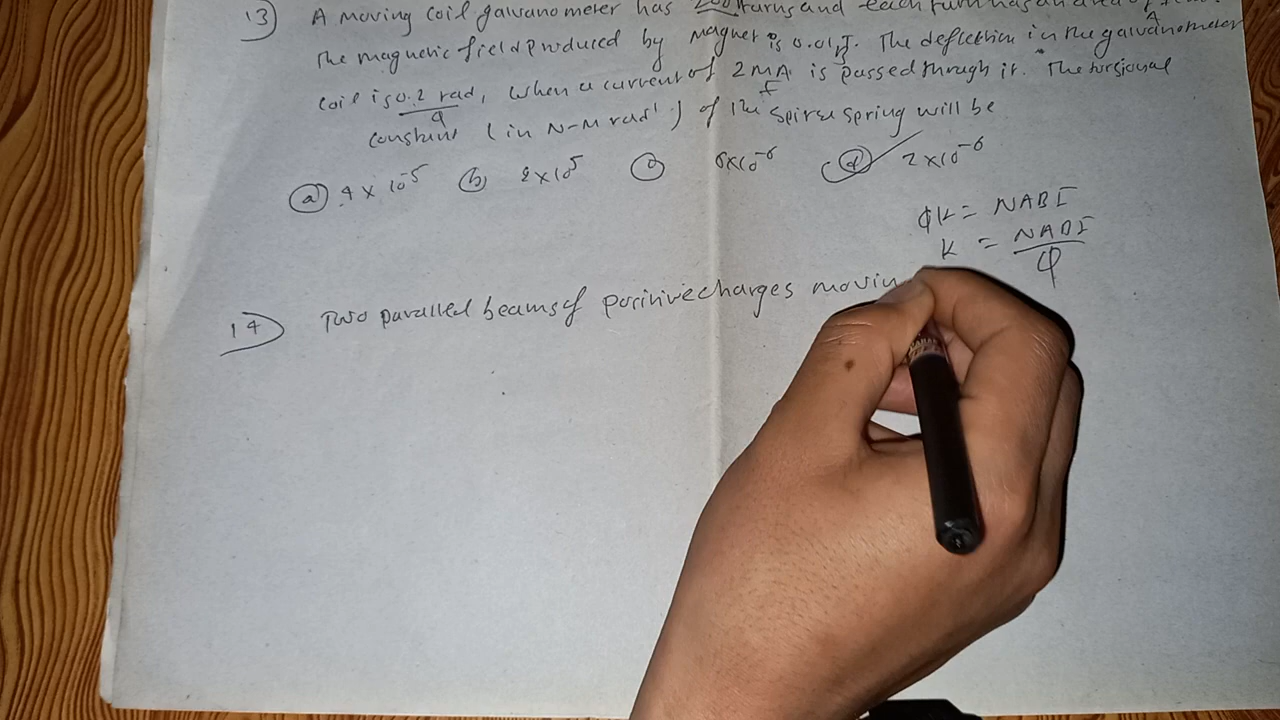 13) A moving coil galvanometer has 200 turns and each turn has an area of
The magnetic field produced by magnet is 0.01 T. The deflection in the galvanometer
A
coil is 0.2 rad, when a current of 2 mA is passed through it. The torsional
φ I
constant (in N-M rad⁻¹) of the spiral spring will be
(a) 4 × 10⁻⁵ (b) 2 × 10⁵ (c) 6×10⁻⁶ (d) 2 × 10⁻⁶
φK = NABI
K = NABI / φ
14) Two parallel beams of positive charges movin